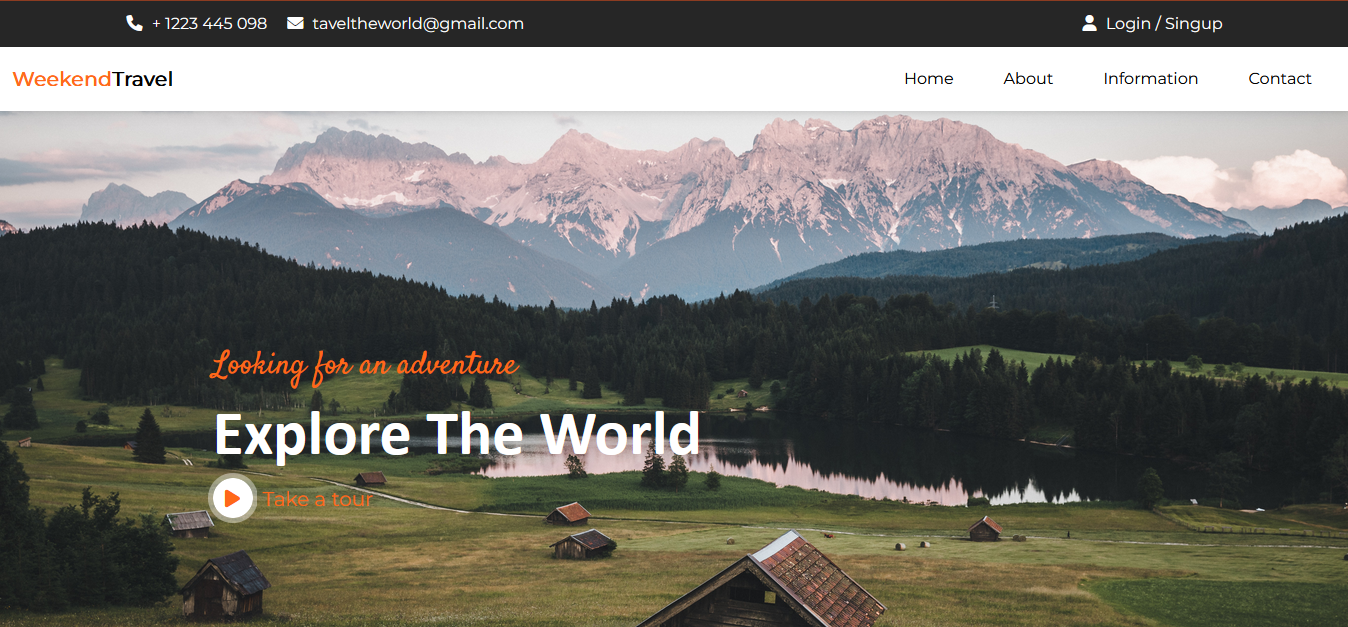 + 1223 445 098 taveltheworld@gmail.com Login / Singup
WeekendTravel Home About Information Contact
Looking for an adventure
Explore The World
Take a tour